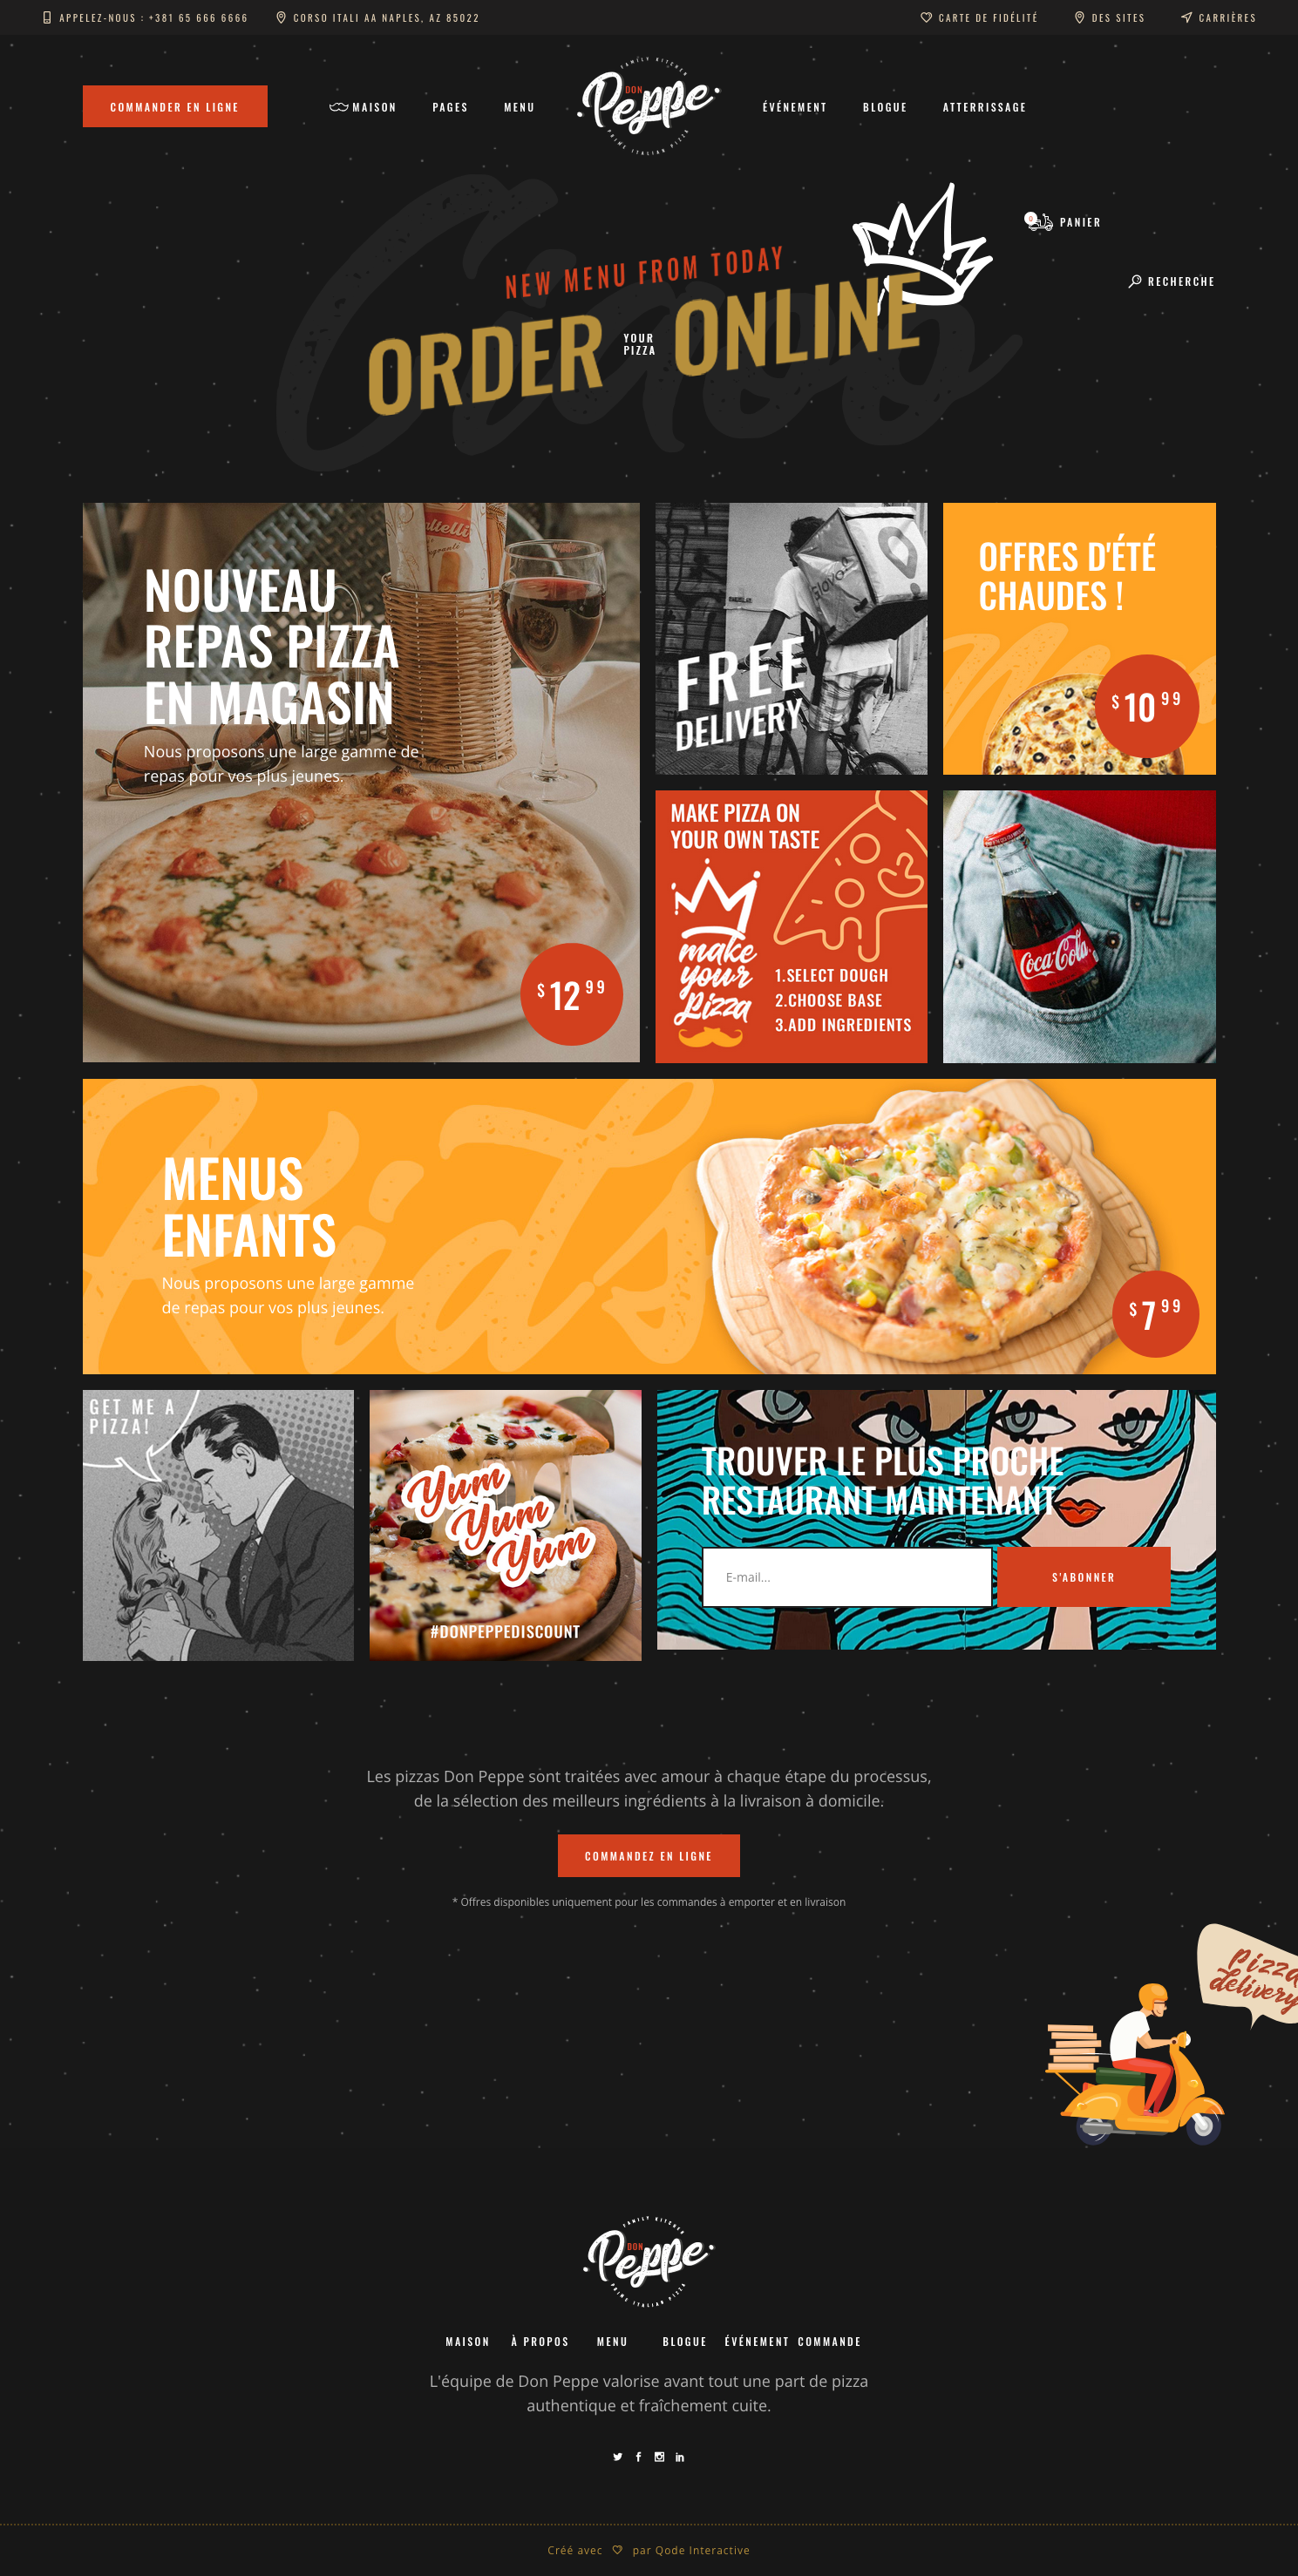 APPELEZ-NOUS : +381 65 666 6666
CORSO ITALI AA NAPLES, AZ 85022
CARTE DE FIDÉLITÉ
DES SITES
CARRIÈRES
COMMANDER EN LIGNE
MAISON
PAGES
MENU
FAMILY KITCHEN
DON
Peppe
PRIME ITALIAN PIZZA
ÉVÉNEMENT
BLOGUE
ATTERRISSAGE
0
PANIER
RECHERCHE
Ciao
NEW MENU FROM TODAY
ORDER
YOUR
PIZZA
ONLINE
NOUVEAU
REPAS PIZZA
EN MAGASIN
Nous proposons une large gamme de
repas pour vos plus jeunes.
$12 99
Glovo
FREE
DELIVERY
OFFRES D'ÉTÉ
CHAUDES !
$10 99
MAKE PIZZA ON
YOUR OWN TASTE
make
your
Pizza
1.SELECT DOUGH
2.CHOOSE BASE
3.ADD INGREDIENTS
Coca-Cola
Kids
MENUS
ENFANTS
Nous proposons une large gamme
de repas pour vos plus jeunes.
$7 99
GET ME A
PIZZA!
Yum
Yum
Yum
#DONPEPPEDISCOUNT
TROUVER LE PLUS PROCHE
RESTAURANT MAINTENANT
E-mail...
S'ABONNER
Les pizzas Don Peppe sont traitées avec amour à chaque étape du processus,
de la sélection des meilleurs ingrédients à la livraison à domicile.
COMMANDEZ EN LIGNE
* Offres disponibles uniquement pour les commandes à emporter et en livraison
pizza
delivery
FAMILY KITCHEN
DON
Peppe
PRIME ITALIAN PIZZA
MAISON
À PROPOS
MENU
BLOGUE
ÉVÉNEMENT
COMMANDE
L'équipe de Don Peppe valorise avant tout une part de pizza
authentique et fraîchement cuite.
Créé avec par Qode Interactive